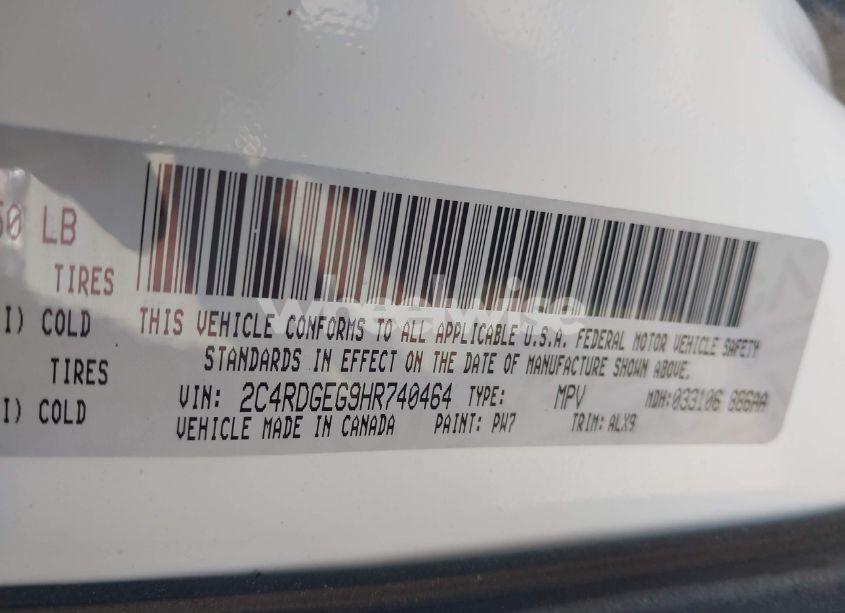 50 LB
TIRES
I) COLD
TIRES
I) COLD
THIS VEHICLE CONFORMS TO ALL APPLICABLE U.S.A. FEDERAL MOTOR VEHICLE SAFETY
STANDARDS IN EFFECT ON THE DATE OF MANUFACTURE SHOWN ABOVE.
VIN: 2C4RDGEG9HR740464 TYPE: MPV MDH:033106 886AA
VEHICLE MADE IN CANADA PAINT: PW7 TRIM: ALX9
wheelwise